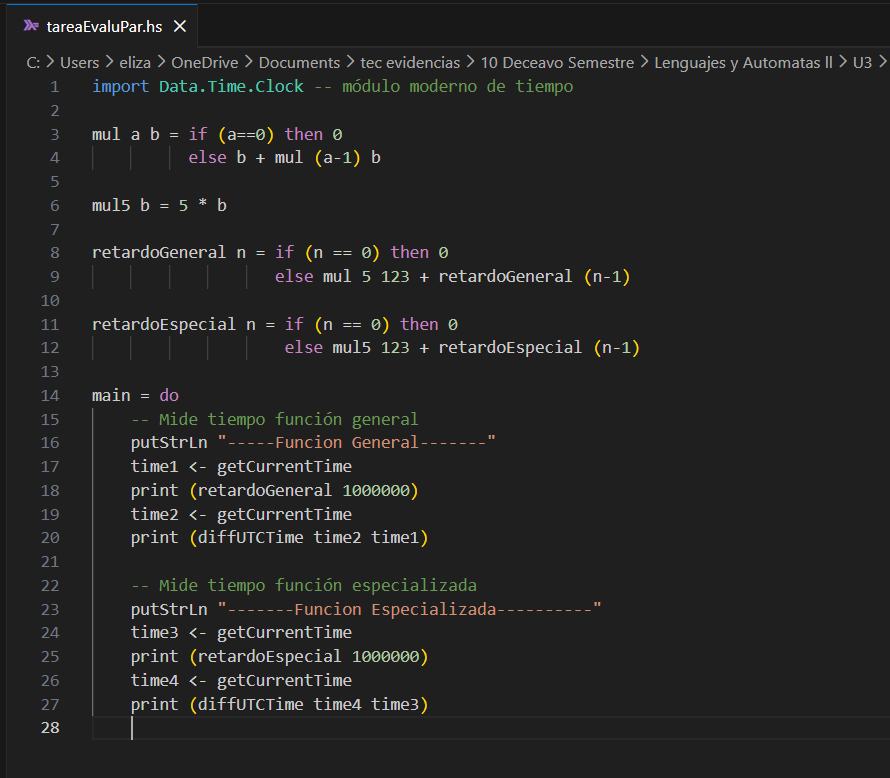 tareaEvaluPar.hs
C: > Users > eliza > OneDrive > Documents > tec evidencias > 10 Deceavo Semestre > Lenguajes y Automatas II > U3 >
1 import Data.Time.Clock -- módulo moderno de tiempo
2
3 mul a b = if (a==0) then 0
4           else b + mul (a-1) b
5
6 mul5 b = 5 * b
7
8 retardoGeneral n = if (n == 0) then 0
9                    else mul 5 123 + retardoGeneral (n-1)
10
11 retardoEspecial n = if (n == 0) then 0
12                     else mul5 123 + retardoEspecial (n-1)
13
14 main = do
15     -- Mide tiempo función general
16     putStrLn "-----Funcion General-------"
17     time1 <- getCurrentTime
18     print (retardoGeneral 1000000)
19     time2 <- getCurrentTime
20     print (diffUTCTime time2 time1)
21
22     -- Mide tiempo función especializada
23     putStrLn "-------Funcion Especializada----------"
24     time3 <- getCurrentTime
25     print (retardoEspecial 1000000)
26     time4 <- getCurrentTime
27     print (diffUTCTime time4 time3)
28